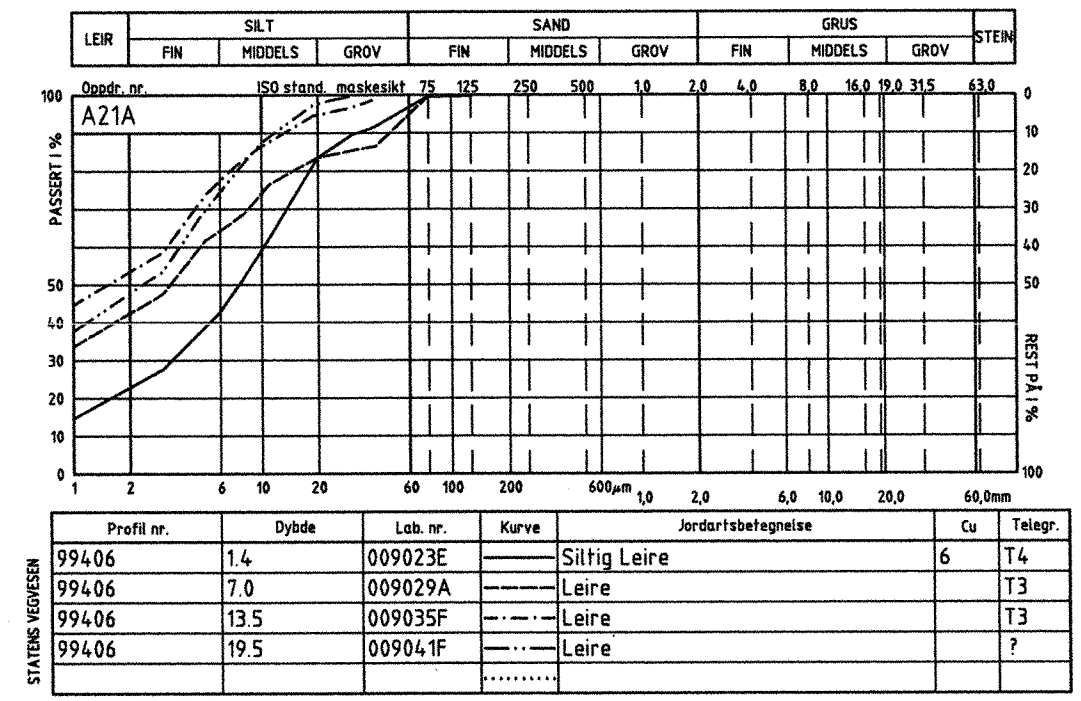 LEIR SILT SAND GRUS STEIN
FIN MIDDELS GROV FIN MIDDELS GROV FIN MIDDELS GROV
Oppdr. nr. ISO stand. maskesikt 75 125 250 500 1,0 2,0 4,0 8,0 16,0 19,0 31,5 63,0
A21A
PASSERT I %
100
50
40
30
20
10
0
0
10
20
30
40
50
100
REST PÅ I %
1 2 6 10 20 60 100 200 600µm 1,0 2,0 6,0 10,0 20,0 60,0mm
Profil nr. Dybde Lab. nr. Kurve Jordartsbetegnelse Cu Telegr.
99406 1.4 009023E Siltig Leire 6 T4
99406 7.0 009029A Leire T3
99406 13.5 009035F Leire T3
99406 19.5 009041F Leire ?
STATENS VEGVESEN